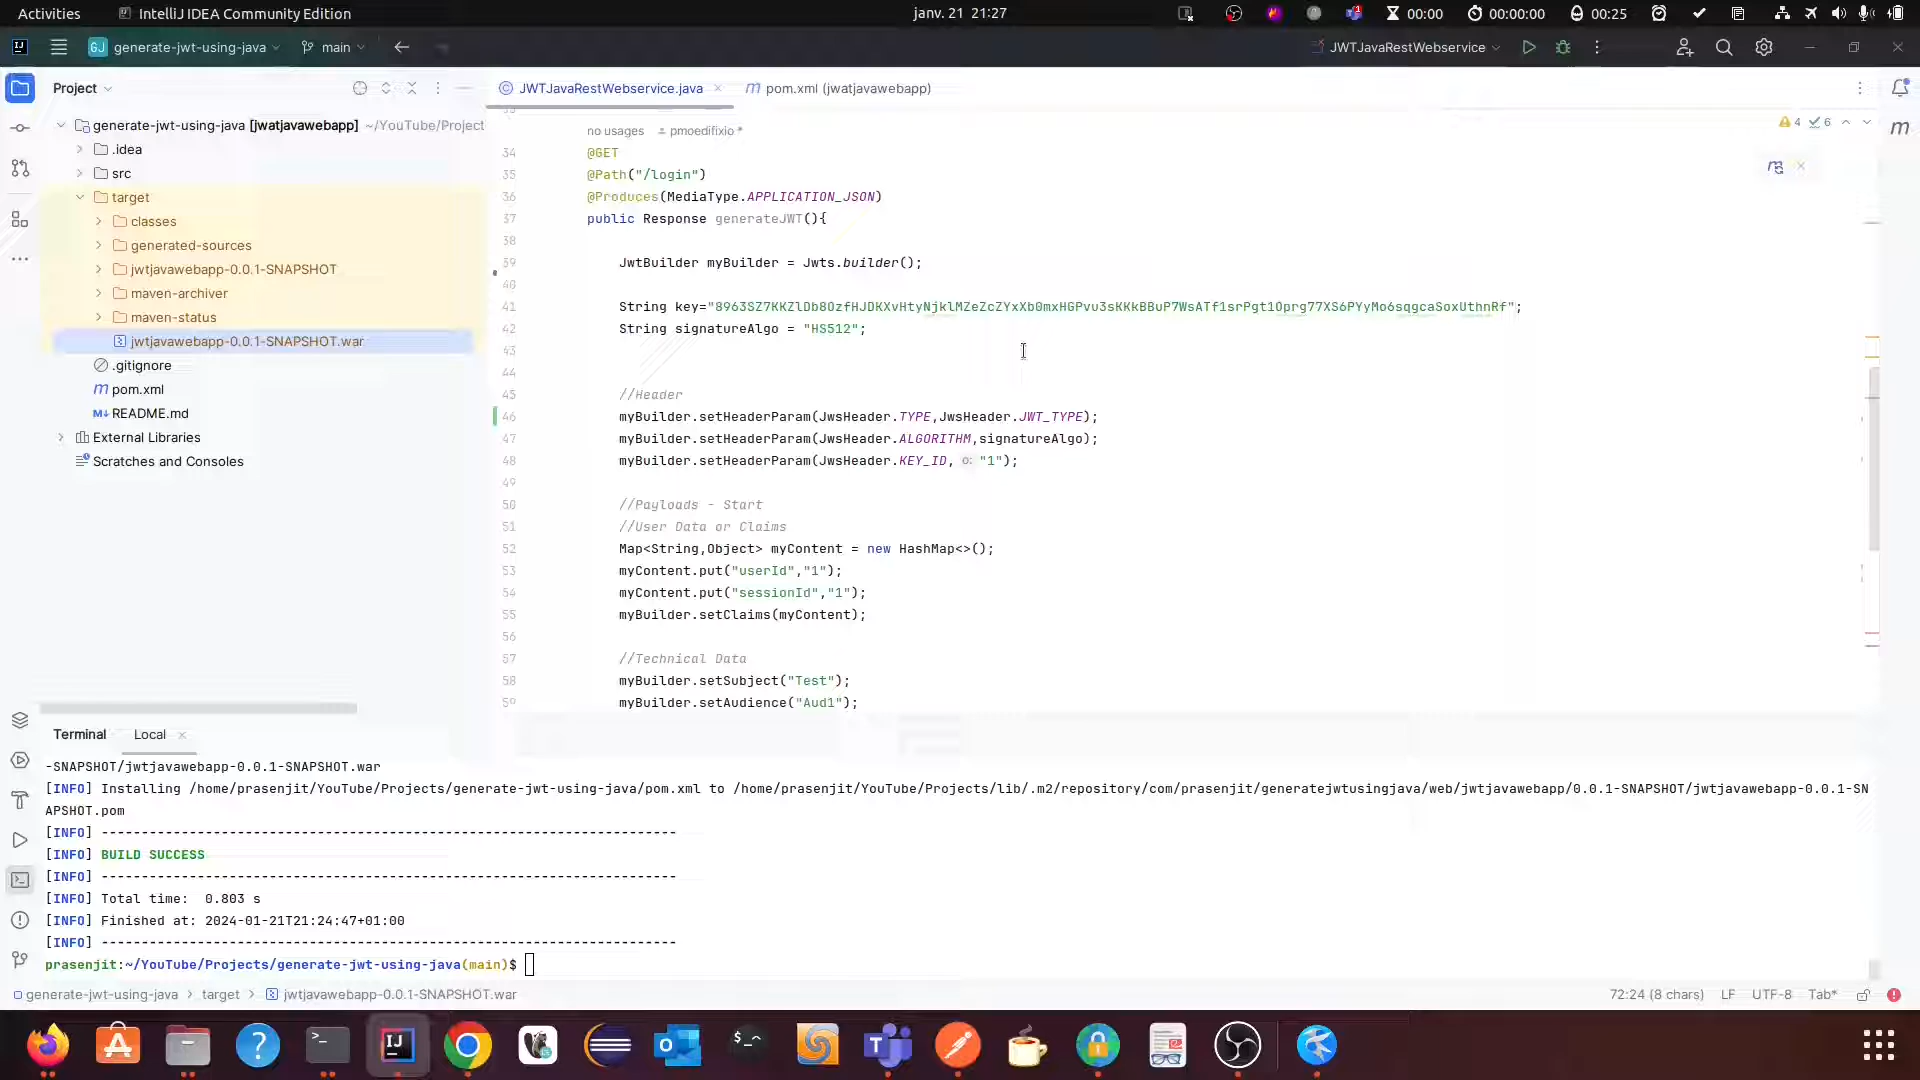 Activities
IntelliJ IDEA Community Edition
janv. 21 21:27
00:00
00:00:00
00:25
GJ generate-jwt-using-java
main
JWTJavaRestWebservice
Project
JWTJavaRestWebservice.java
pom.xml (jwatjavawebapp)
generate-jwt-using-java [jwatjavawebapp] ~/YouTube/Project
.idea
src
target
classes
generated-sources
jwtjavawebapp-0.0.1-SNAPSHOT
maven-archiver
maven-status
jwtjavawebapp-0.0.1-SNAPSHOT.war
.gitignore
pom.xml
README.md
External Libraries
Scratches and Consoles
no usages pmoedifixio *
4 6
34 @GET
35 @Path("/login")
36 @Produces(MediaType.APPLICATION_JSON)
37 public Response generateJWT(){
38
39 JwtBuilder myBuilder = Jwts.builder();
40
41 String key="8963SZ7KKZlDb8OzfHJDKXvHtyNjklMZeZcZYxXb0mxHGPvu3sKKkBBuP7WsATf1srPgt1Oprg77XS6PYyMo6sqgcaSoxUthnRf";
42 String signatureAlgo = "HS512";
43
44
45 //Header
46 myBuilder.setHeaderParam(JwsHeader.TYPE,JwsHeader.JWT_TYPE);
47 myBuilder.setHeaderParam(JwsHeader.ALGORITHM,signatureAlgo);
48 myBuilder.setHeaderParam(JwsHeader.KEY_ID, o: "1");
49
50 //Payloads - Start
51 //User Data or Claims
52 Map<String,Object> myContent = new HashMap<>();
53 myContent.put("userId","1");
54 myContent.put("sessionId","1");
55 myBuilder.setClaims(myContent);
56
57 //Technical Data
58 myBuilder.setSubject("Test");
59 myBuilder.setAudience("Aud1");
Terminal
Local
-SNAPSHOT/jwtjavawebapp-0.0.1-SNAPSHOT.war
[INFO] Installing /home/prasenjit/YouTube/Projects/generate-jwt-using-java/pom.xml to /home/prasenjit/YouTube/Projects/lib/.m2/repository/com/prasenjit/generatejwtusingjava/web/jwtjavawebapp/0.0.1-SNAPSHOT/jwtjavawebapp-0.0.1-SN
APSHOT.pom
[INFO] ------------------------------------------------------------------------
[INFO] BUILD SUCCESS
[INFO] ------------------------------------------------------------------------
[INFO] Total time:  0.803 s
[INFO] Finished at: 2024-01-21T21:24:47+01:00
[INFO] ------------------------------------------------------------------------
prasenjit:~/YouTube/Projects/generate-jwt-using-java(main)$
generate-jwt-using-java > target > jwtjavawebapp-0.0.1-SNAPSHOT.war
72:24 (8 chars) LF UTF-8 Tab*